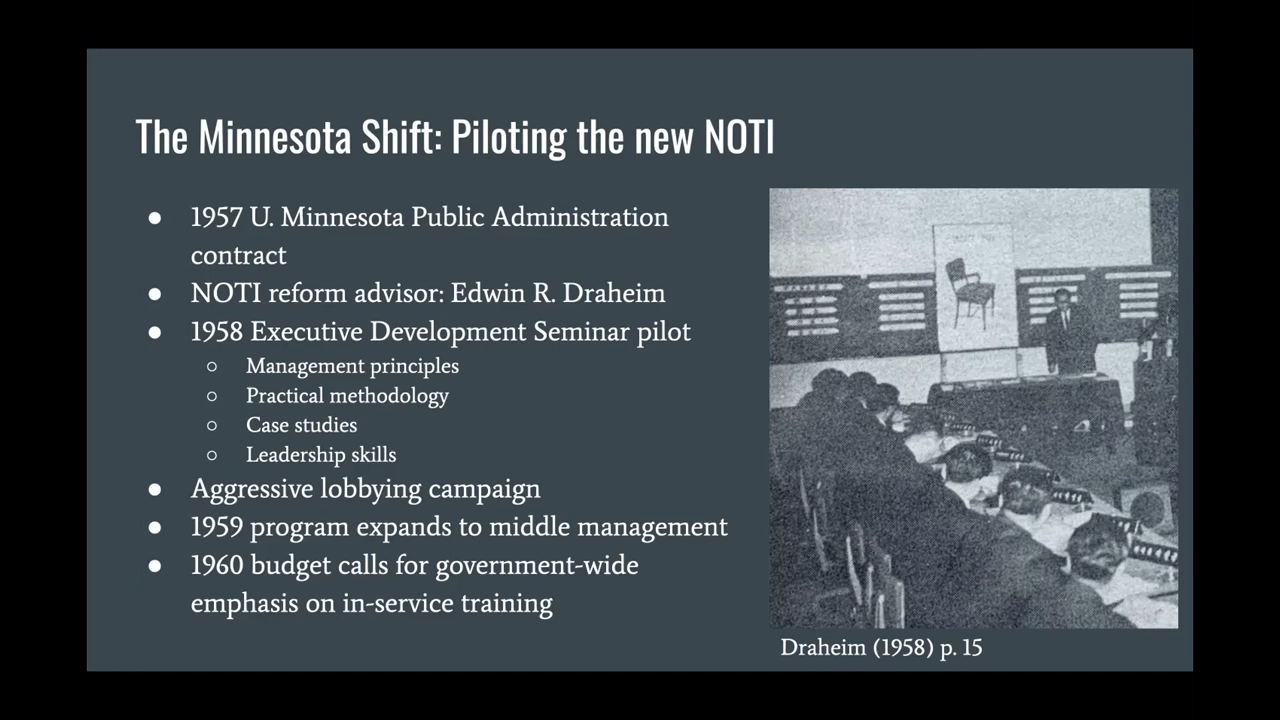 The Minnesota Shift: Piloting the new NOTI
● 1957 U. Minnesota Public Administration
contract
● NOTI reform advisor: Edwin R. Draheim
● 1958 Executive Development Seminar pilot
○ Management principles
○ Practical methodology
○ Case studies
○ Leadership skills
● Aggressive lobbying campaign
● 1959 program expands to middle management
● 1960 budget calls for government-wide
emphasis on in-service training
Draheim (1958) p. 15